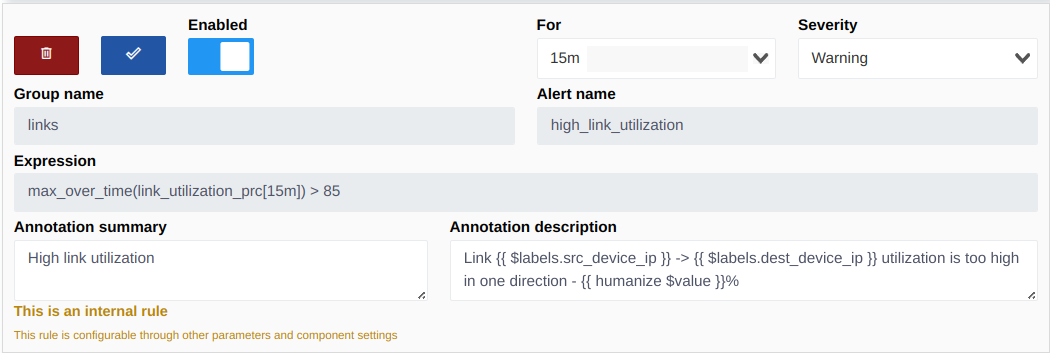 Enabled
For
Severity
15m
Warning
Group name
Alert name
links
high_link_utilization
Expression
max_over_time(link_utilization_prc[15m]) > 85
Annotation summary
Annotation description
High link utilization
Link {{ $labels.src_device_ip }} -> {{ $labels.dest_device_ip }} utilization is too high
in one direction - {{ humanize $value }}%
This is an internal rule
This rule is configurable through other parameters and component settings